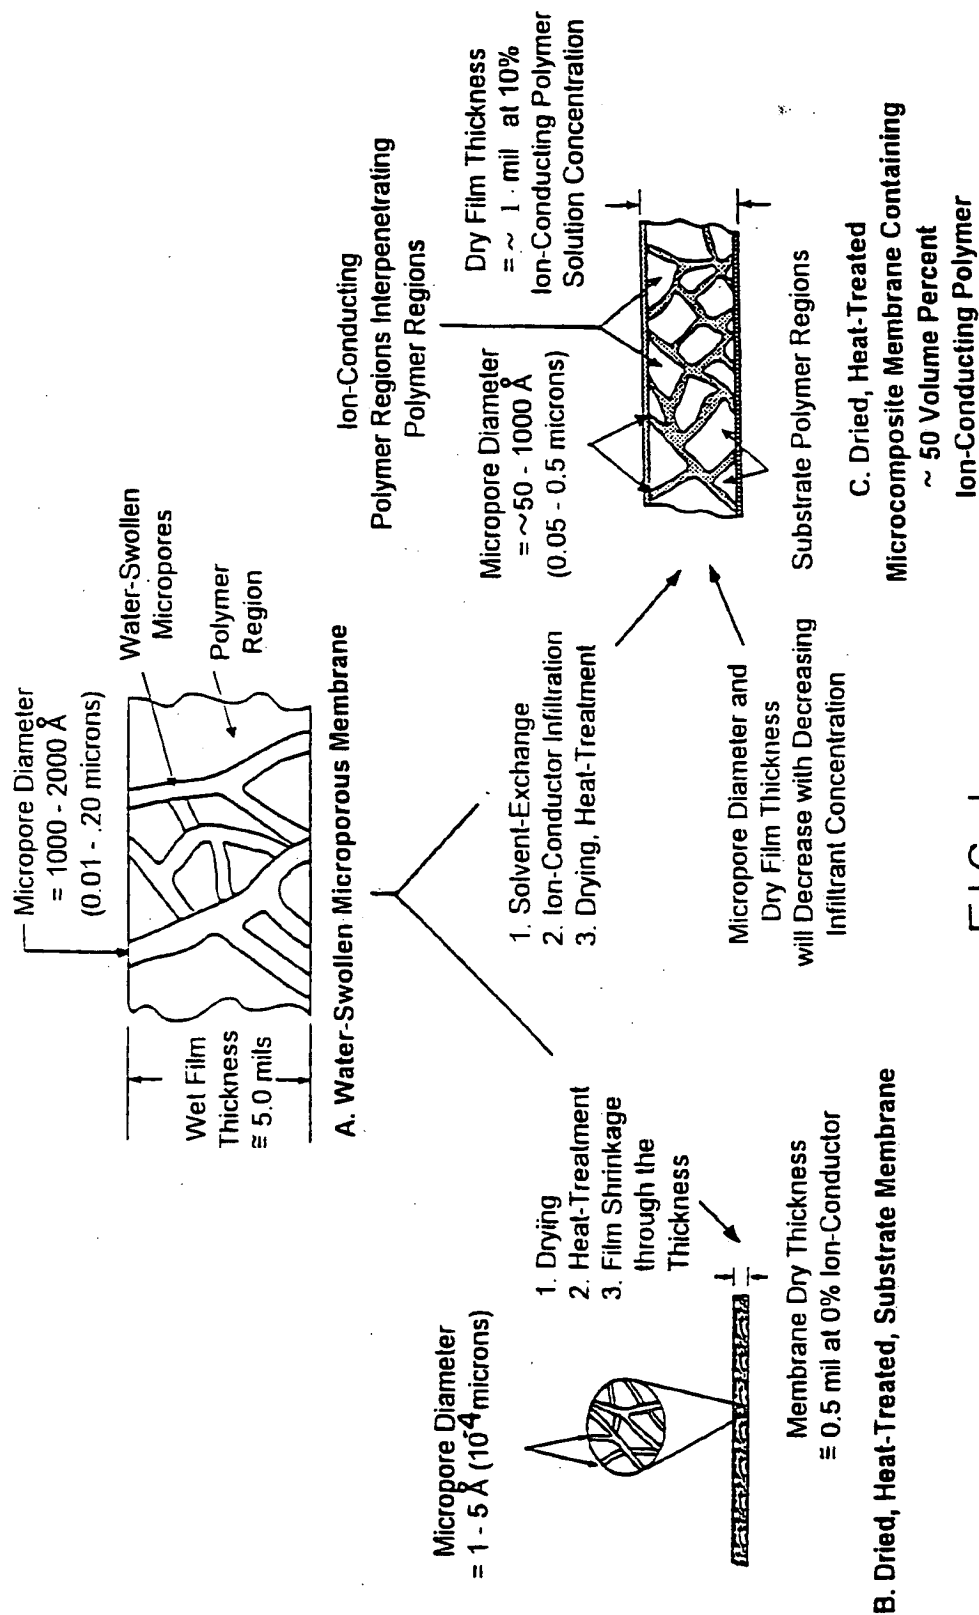 Micropore Diameter
= 1000 - 2000 Å
(0.01 - .20 microns)
Water-Swollen
Micropores
Polymer
Region
Wet Film
Thickness
≅ 5.0 mils
A. Water-Swollen Microporous Membrane
Micropore Diameter
= 1 - 5 Å (10-4 microns)
1. Drying
2. Heat-Treatment
3. Film Shrinkage
through the
Thickness
Membrane Dry Thickness
≅ 0.5 mil at 0% Ion-Conductor
B. Dried, Heat-Treated, Substrate Membrane
1. Solvent-Exchange
2. Ion-Conductor Infiltration
3. Drying, Heat-Treatment
Micropore Diameter and
Dry Film Thickness
will Decrease with Decreasing
Infiltrant Concentration
Ion-Conducting
Polymer Regions Interpenetrating
Polymer Regions
Micropore Diameter
= ~50 - 1000 Å
(0.05 - 0.5 microns)
Dry Film Thickness
= ~ 1 · mil at 10%
Ion-Conducting Polymer
Solution Concentration
Substrate Polymer Regions
C. Dried, Heat-Treated
Microcomposite Membrane Containing
~ 50 Volume Percent
Ion-Conducting Polymer